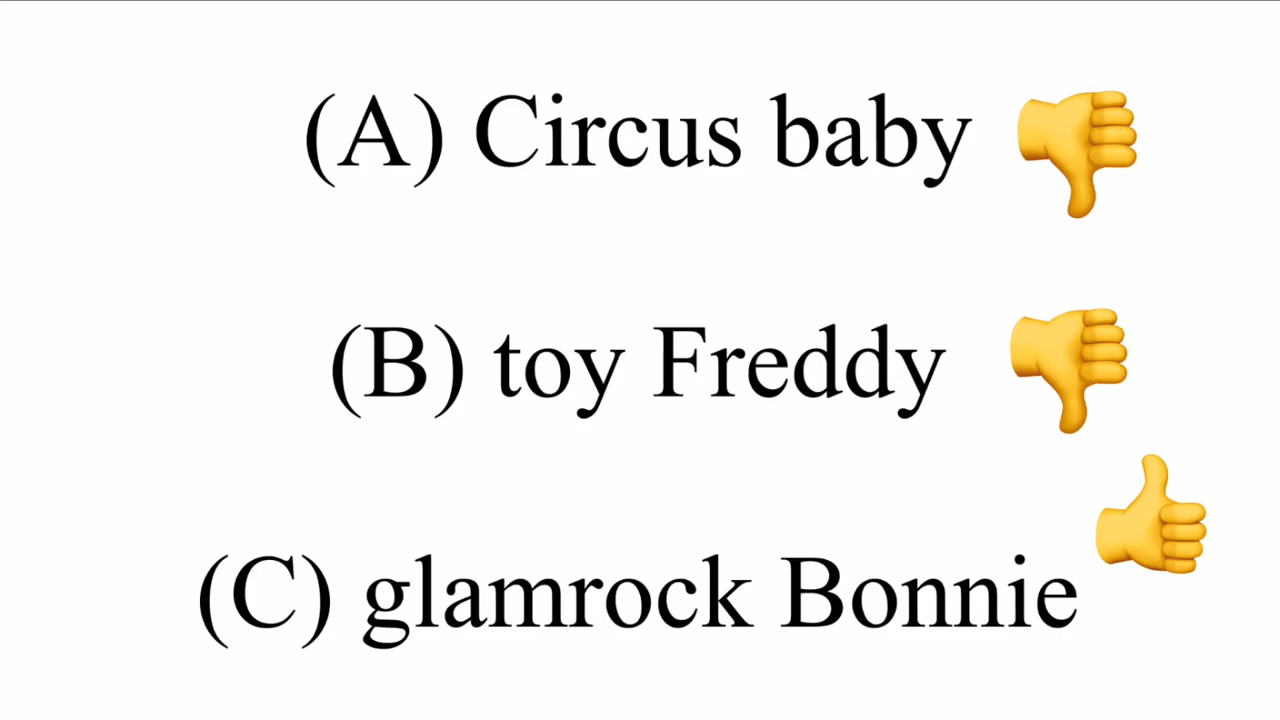 (A) Circus baby 👎
(B) toy Freddy 👎
(C) glamrock Bonnie 👍